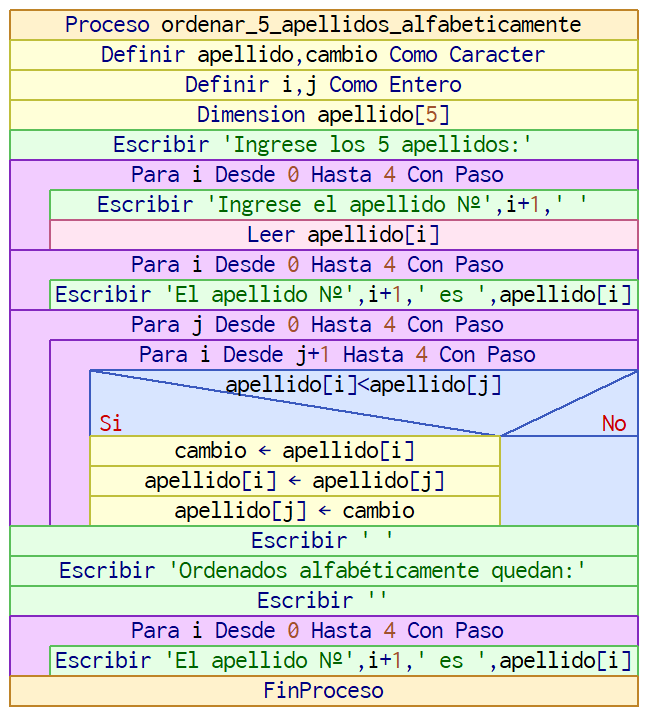 Proceso ordenar_5_apellidos_alfabeticamente
Definir apellido,cambio Como Caracter
Definir i,j Como Entero
Dimension apellido[5]
Escribir 'Ingrese los 5 apellidos:'
Para i Desde 0 Hasta 4 Con Paso
Escribir 'Ingrese el apellido Nº',i+1,' '
Leer apellido[i]
Para i Desde 0 Hasta 4 Con Paso
Escribir 'El apellido Nº',i+1,' es ',apellido[i]
Para j Desde 0 Hasta 4 Con Paso
Para i Desde j+1 Hasta 4 Con Paso
apellido[i]<apellido[j]
Si No
cambio ← apellido[i]
apellido[i] ← apellido[j]
apellido[j] ← cambio
Escribir ' '
Escribir 'Ordenados alfabéticamente quedan:'
Escribir ''
Para i Desde 0 Hasta 4 Con Paso
Escribir 'El apellido Nº',i+1,' es ',apellido[i]
FinProceso